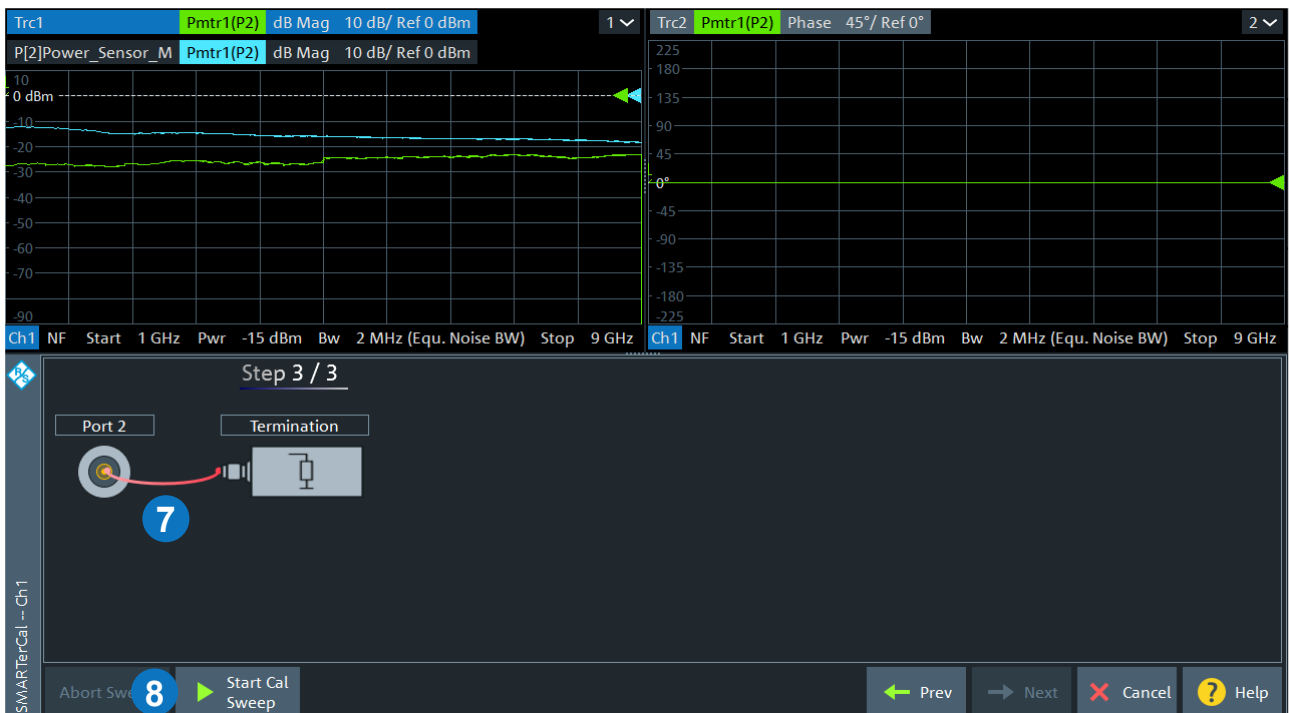 Trc1 Pmtr1(P2) dB Mag 10 dB/ Ref 0 dBm 1
P[2]Power_Sensor_M Pmtr1(P2) dB Mag 10 dB/ Ref 0 dBm
10
0 dBm
-10
-20
-30
-40
-50
-60
-70
-90
Ch1 NF Start 1 GHz Pwr -15 dBm Bw 2 MHz (Equ. Noise BW) Stop 9 GHz
Trc2 Pmtr1(P2) Phase 45°/ Ref 0° 2
225
180
135
90
45
0°
-45
-90
-135
-180
-225
Ch1 NF Start 1 GHz Pwr -15 dBm Bw 2 MHz (Equ. Noise BW) Stop 9 GHz
R&S
Step 3 / 3
Port 2 Termination
7
SMARTerCal -- Ch1
Abort Swe
8
Start Cal
Sweep
Prev
Next
Cancel
? Help